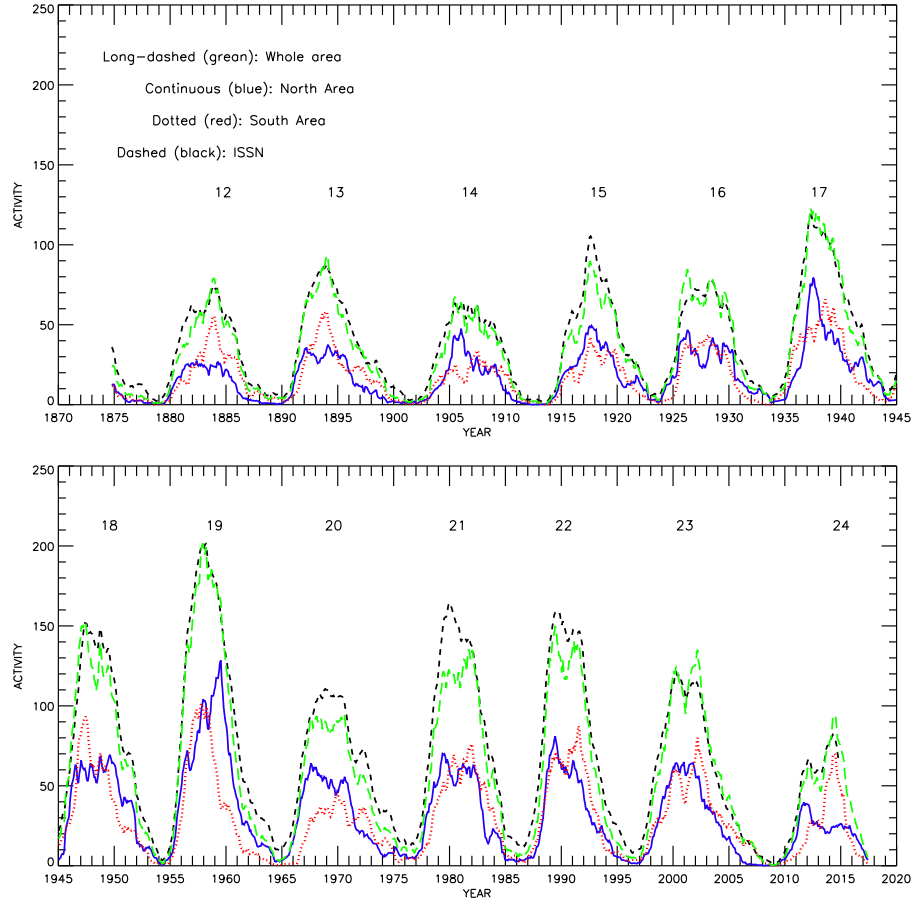 250
200
150
100
50
0
ACTIVITY
Long-dashed (grean): Whole area
Continuous (blue): North Area
Dotted (red): South Area
Dashed (black): ISSN
12 13 14 15 16 17
1870 1875 1880 1885 1890 1895 1900 1905 1910 1915 1920 1925 1930 1935 1940 1945
YEAR
250
200
150
100
50
0
ACTIVITY
18 19 20 21 22 23 24
1945 1950 1955 1960 1965 1970 1975 1980 1985 1990 1995 2000 2005 2010 2015 2020
YEAR